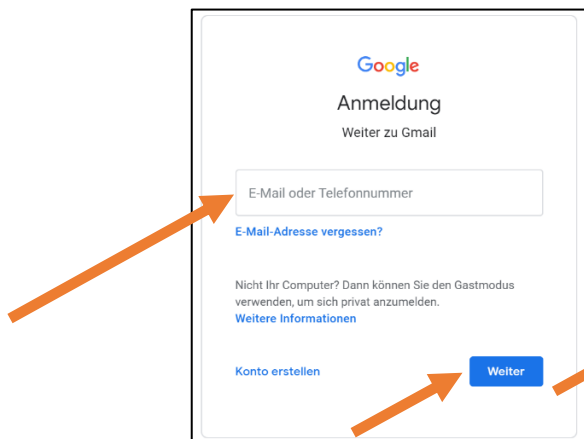 Google
Anmeldung
Weiter zu Gmail
E-Mail oder Telefonnummer
E-Mail-Adresse vergessen?
Nicht Ihr Computer? Dann können Sie den Gastmodus
verwenden, um sich privat anzumelden.
Weitere Informationen
Konto erstellen
Weiter